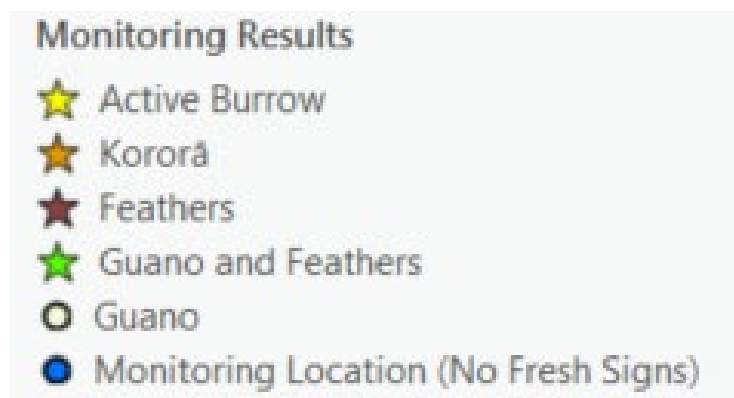 Monitoring Results
Active Burrow
Kororā
Feathers
Guano and Feathers
Guano
Monitoring Location (No Fresh Signs)